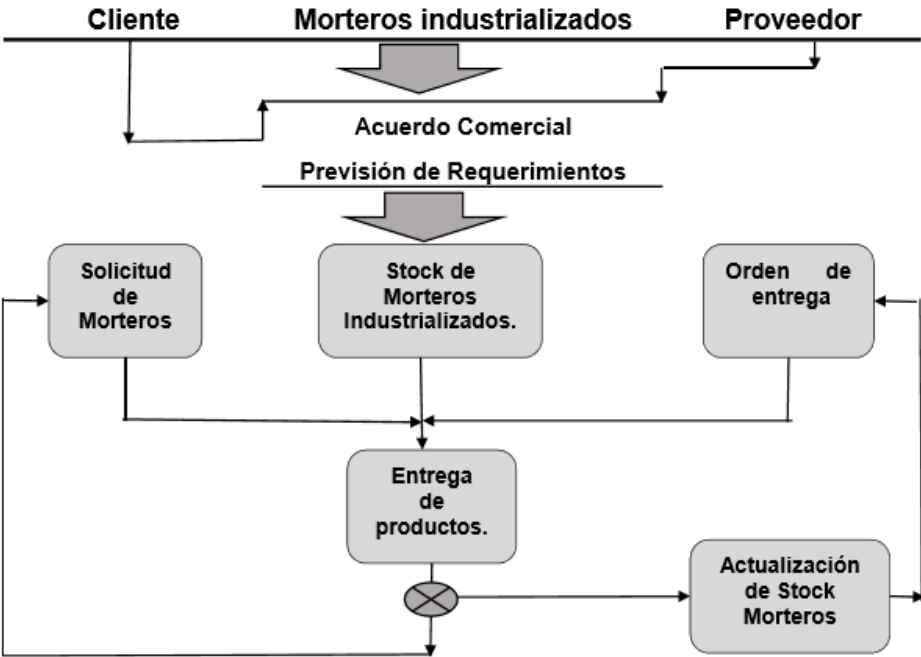 Cliente
Morteros industrializados
Proveedor
Acuerdo Comercial
Previsión de Requerimientos
Solicitud
de
Morteros
Stock de
Morteros
Industrializados.
Orden de
entrega
Entrega
de
productos.
Actualización
de Stock
Morteros